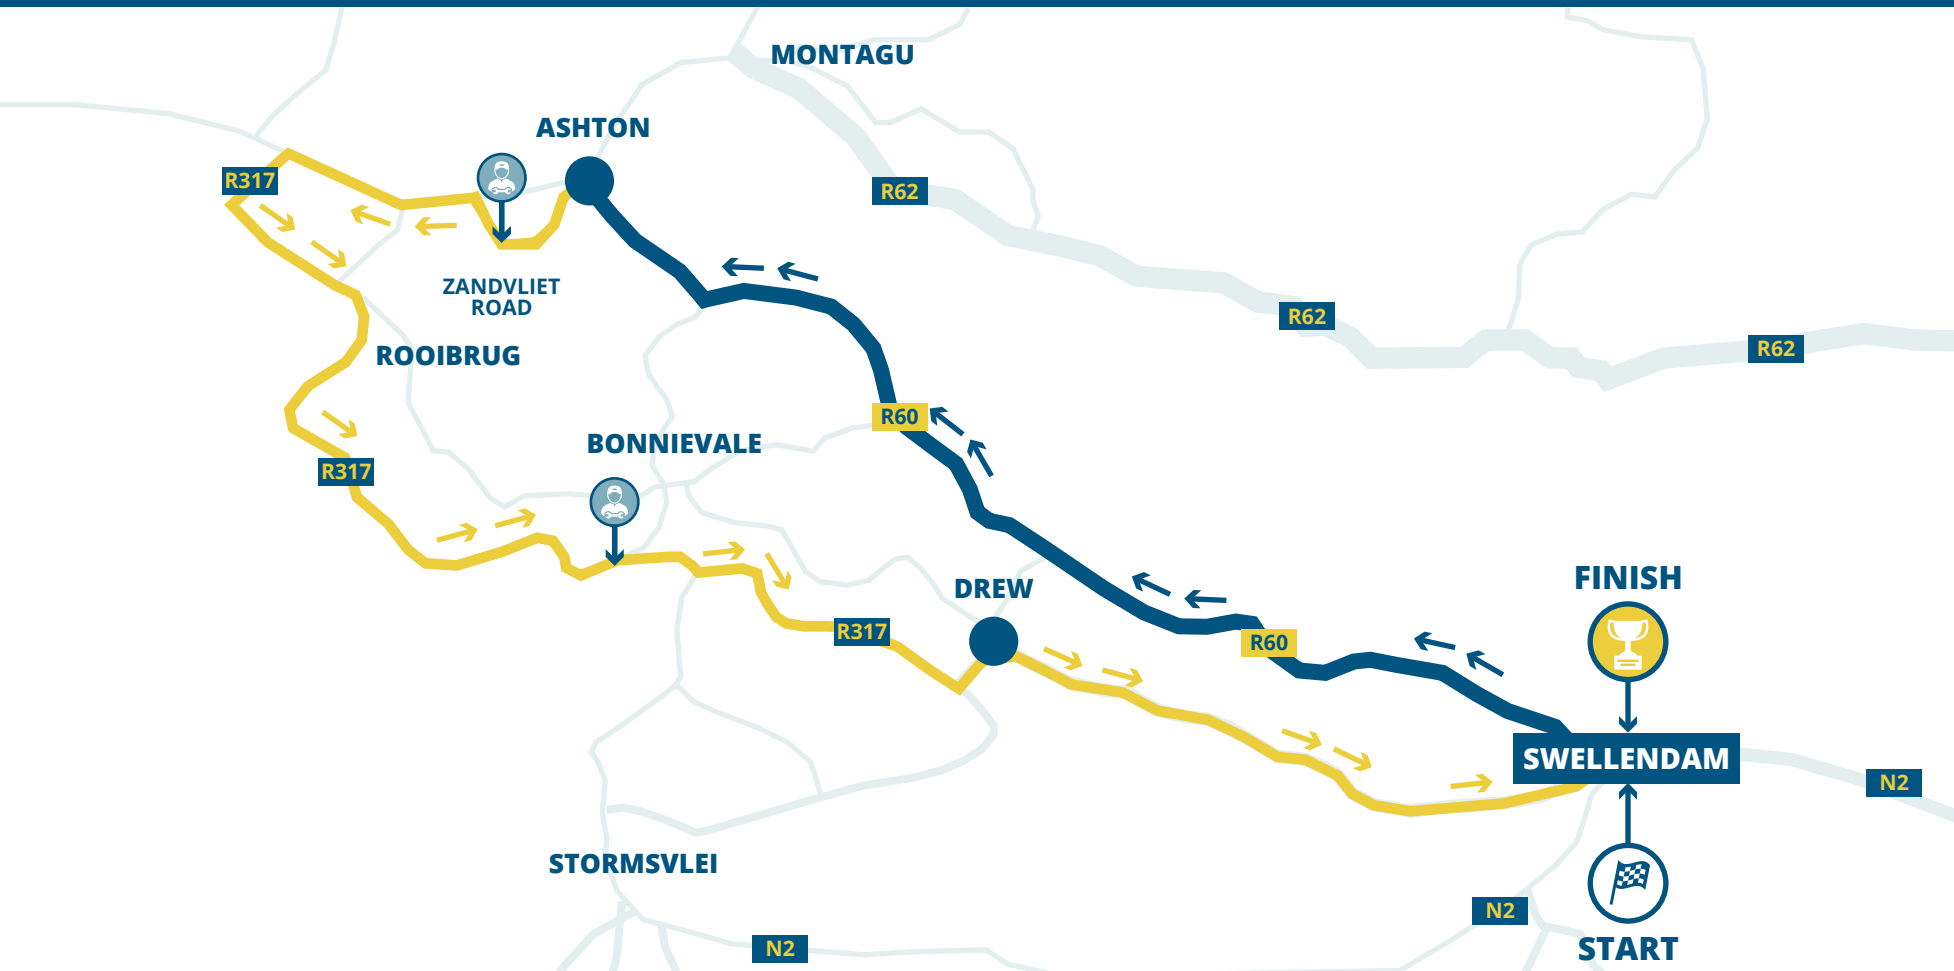 MONTAGU
ASHTON
R317
R62
ZANDVLIET
ROAD
R62
R62
ROOIBRUG
R60
BONNIEVALE
R317
FINISH
DREW
R317
R60
SWELLENDAM
N2
STORMSVLEI
N2
N2
START